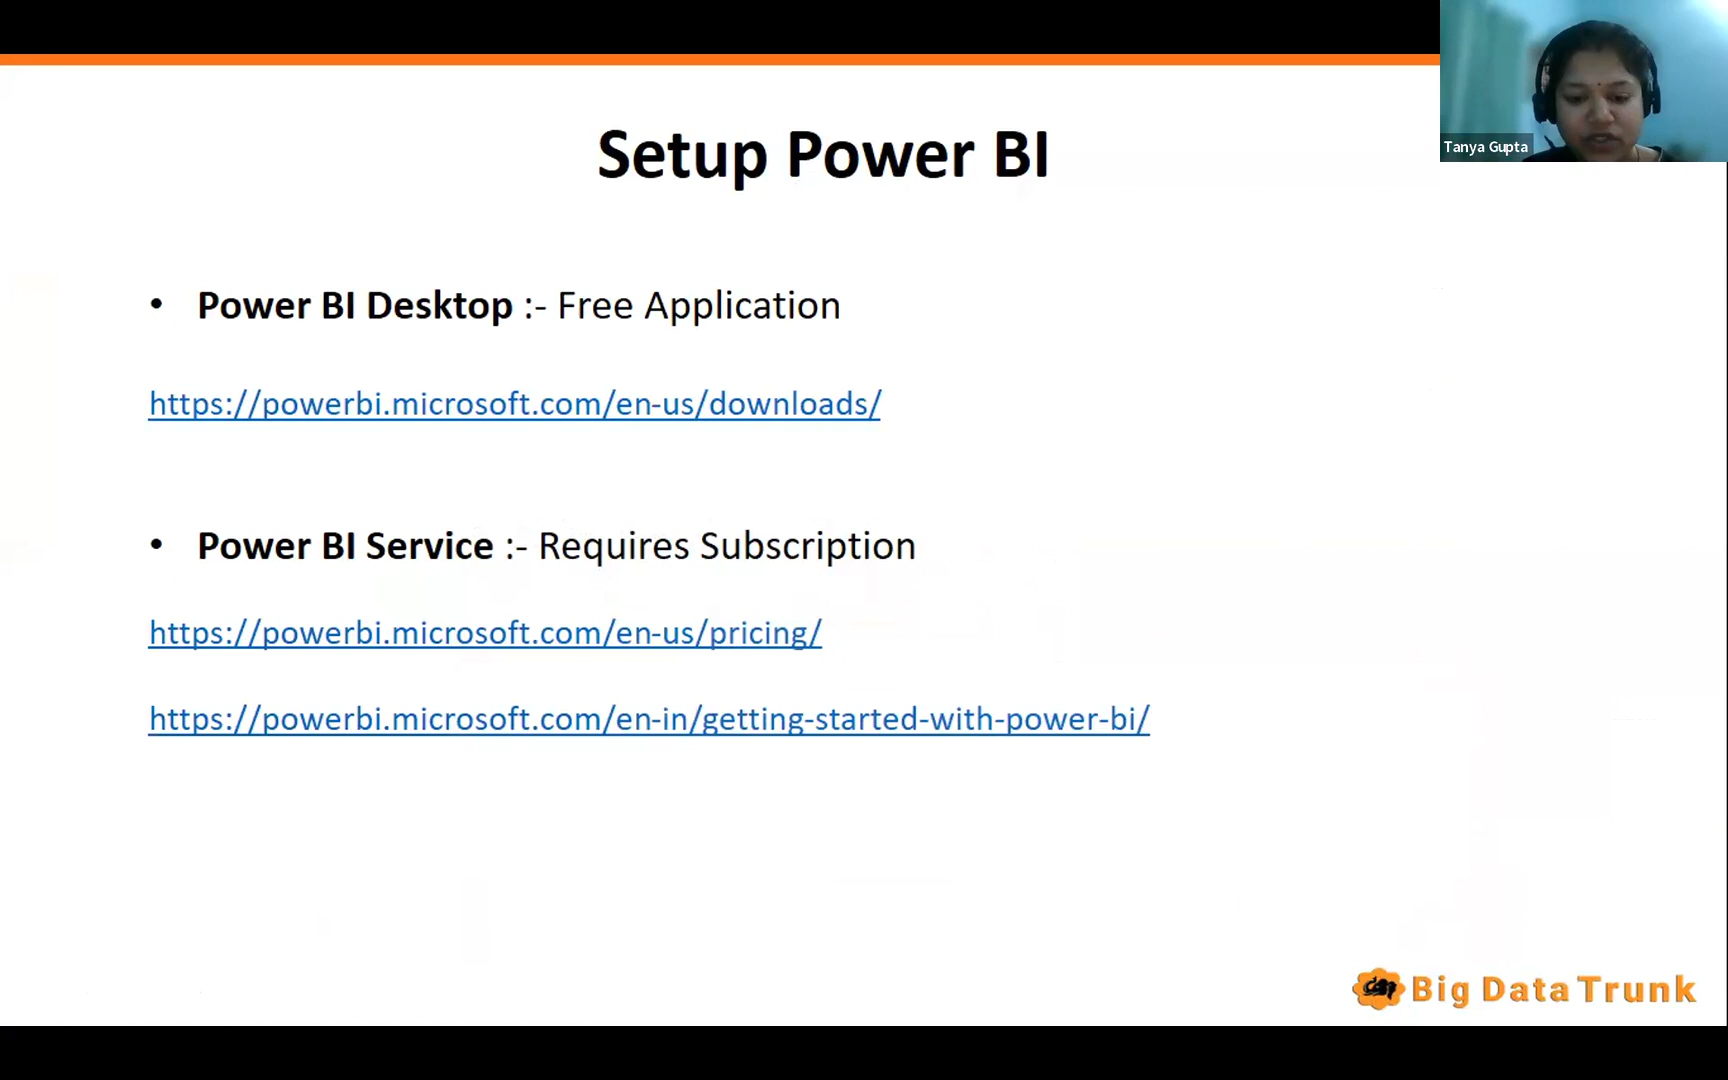 Setup Power BI
Tanya Gupta
• Power BI Desktop :- Free Application
https://powerbi.microsoft.com/en-us/downloads/
• Power BI Service :- Requires Subscription
https://powerbi.microsoft.com/en-us/pricing/
https://powerbi.microsoft.com/en-in/getting-started-with-power-bi/
Big Data Trunk